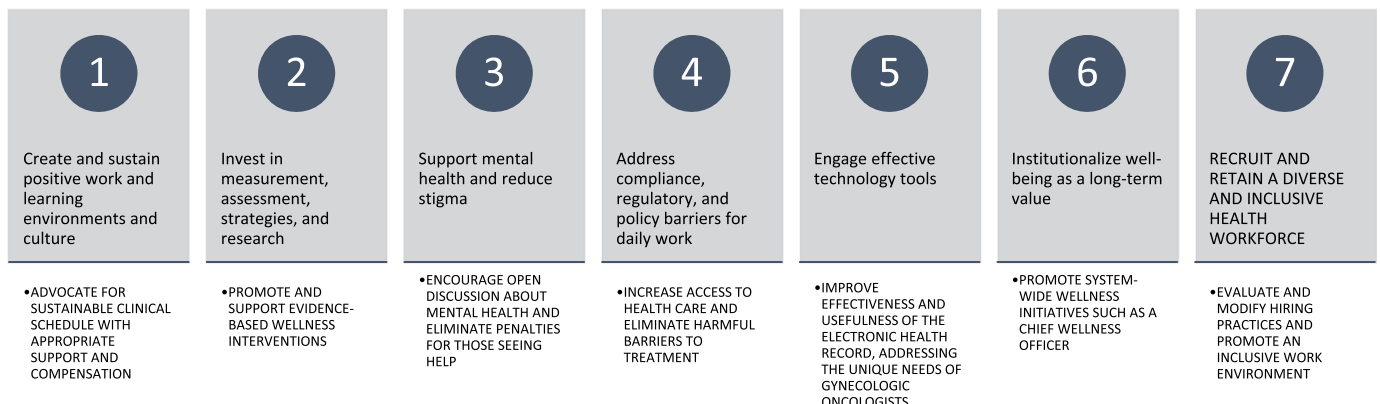 1
Create and sustain
positive work and
learning
environments and
culture
•ADVOCATE FOR
SUSTAINABLE CLINICAL
SCHEDULE WITH
APPROPRIATE
SUPPORT AND
COMPENSATION
2
Invest in
measurement,
assessment,
strategies, and
research
•PROMOTE AND
SUPPORT EVIDENCE-
BASED WELLNESS
INTERVENTIONS
3
Support mental
health and reduce
stigma
•ENCOURAGE OPEN
DISCUSSION ABOUT
MENTAL HEALTH AND
ELIMINATE PENALTIES
FOR THOSE SEEING
HELP
4
Address
compliance,
regulatory, and
policy barriers for
daily work
•INCREASE ACCESS TO
HEALTH CARE AND
ELIMINATE HARMFUL
BARRIERS TO
TREATMENT
5
Engage effective
technology tools
•IMPROVE
EFFECTIVENESS AND
USEFULNESS OF THE
ELECTRONIC HEALTH
RECORD, ADDRESSING
THE UNIQUE NEEDS OF
GYNECOLOGIC
ONCOLOGISTS
6
Institutionalize well-
being as a long-term
value
•PROMOTE SYSTEM-
WIDE WELLNESS
INITIATIVES SUCH AS A
CHIEF WELLNESS
OFFICER
7
RECRUIT AND
RETAIN A DIVERSE
AND INCLUSIVE
HEALTH
WORKFORCE
•EVALUATE AND
MODIFY HIRING
PRACTICES AND
PROMOTE AN
INCLUSIVE WORK
ENVIRONMENT